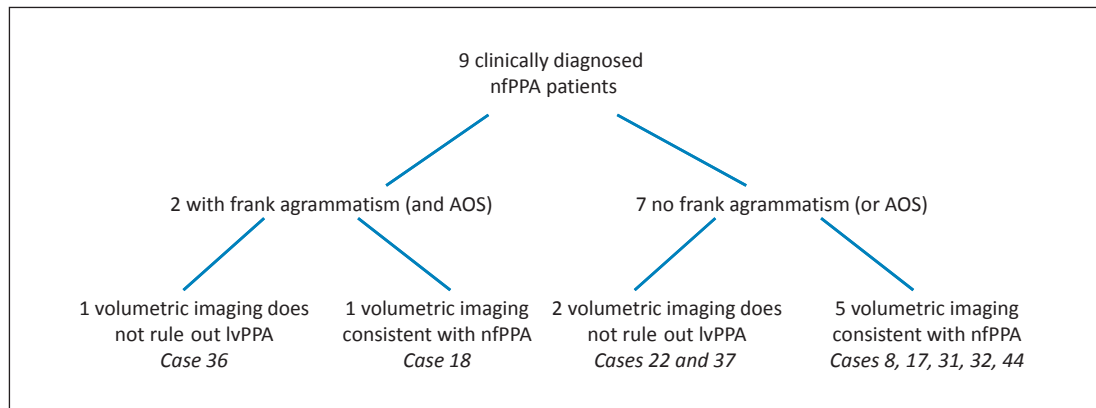 9 clinically diagnosed
nfPPA patients
2 with frank agrammatism (and AOS)
7 no frank agrammatism (or AOS)
1 volumetric imaging does
not rule out lvPPA
Case 36
1 volumetric imaging
consistent with nfPPA
Case 18
2 volumetric imaging does
not rule out lvPPA
Cases 22 and 37
5 volumetric imaging
consistent with nfPPA
Cases 8, 17, 31, 32, 44